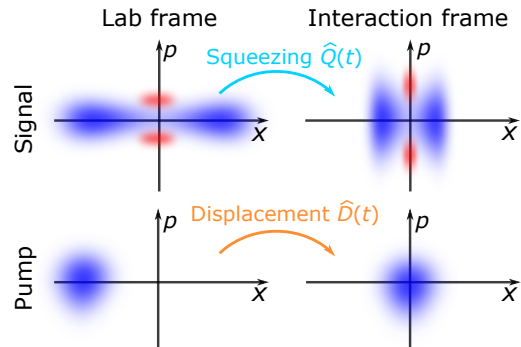 Lab frame
Interaction frame
Signal
p
x
Squeezing Q̂(t)
p
x
Pump
p
x
Displacement D̂(t)
p
x